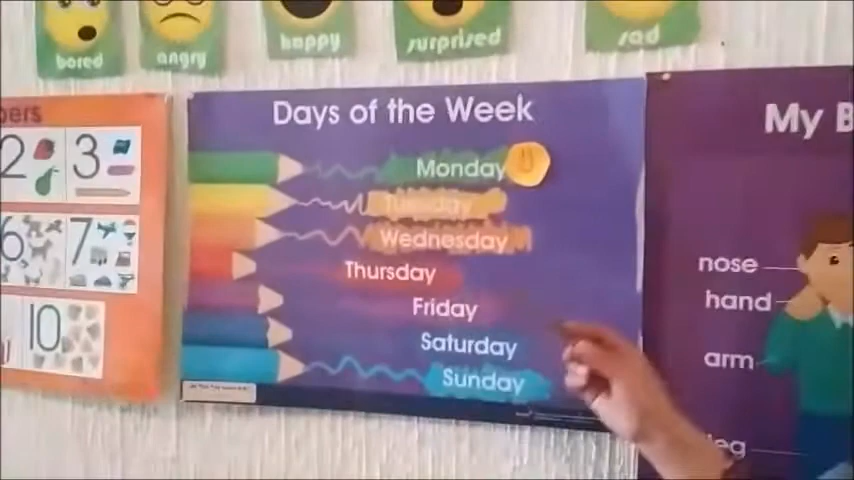 bored
angry
happy
surprised
sad
2
3
6
7
10
Days of the Week
Monday
Tuesday
Wednesday
Thursday
Friday
Saturday
Sunday
My B
nose
hand
arm
leg